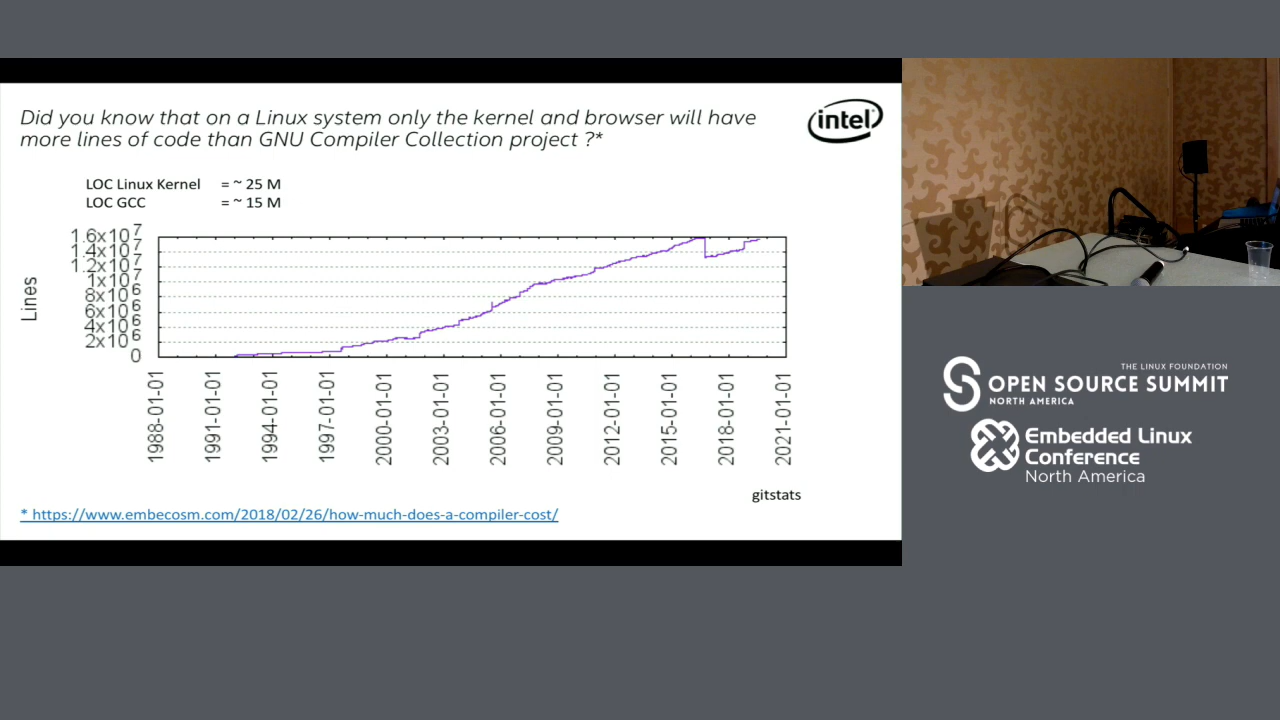 Did you know that on a Linux system only the kernel and browser will have
more lines of code than GNU Compiler Collection project ?*
intel
LOC Linux Kernel = ~ 25 M
LOC GCC = ~ 15 M
1.6x10^7
1.4x10^7
1.2x10^7
1x10^7
8x10^6
6x10^6
4x10^6
2x10^6
0
Lines
1988-01-01
1991-01-01
1994-01-01
1997-01-01
2000-01-01
2003-01-01
2006-01-01
2009-01-01
2012-01-01
2015-01-01
2018-01-01
2021-01-01
gitstats
* https://www.embecosm.com/2018/02/26/how-much-does-a-compiler-cost/
THE LINUX FOUNDATION
OPEN SOURCE SUMMIT
NORTH AMERICA
Embedded Linux
Conference
North America